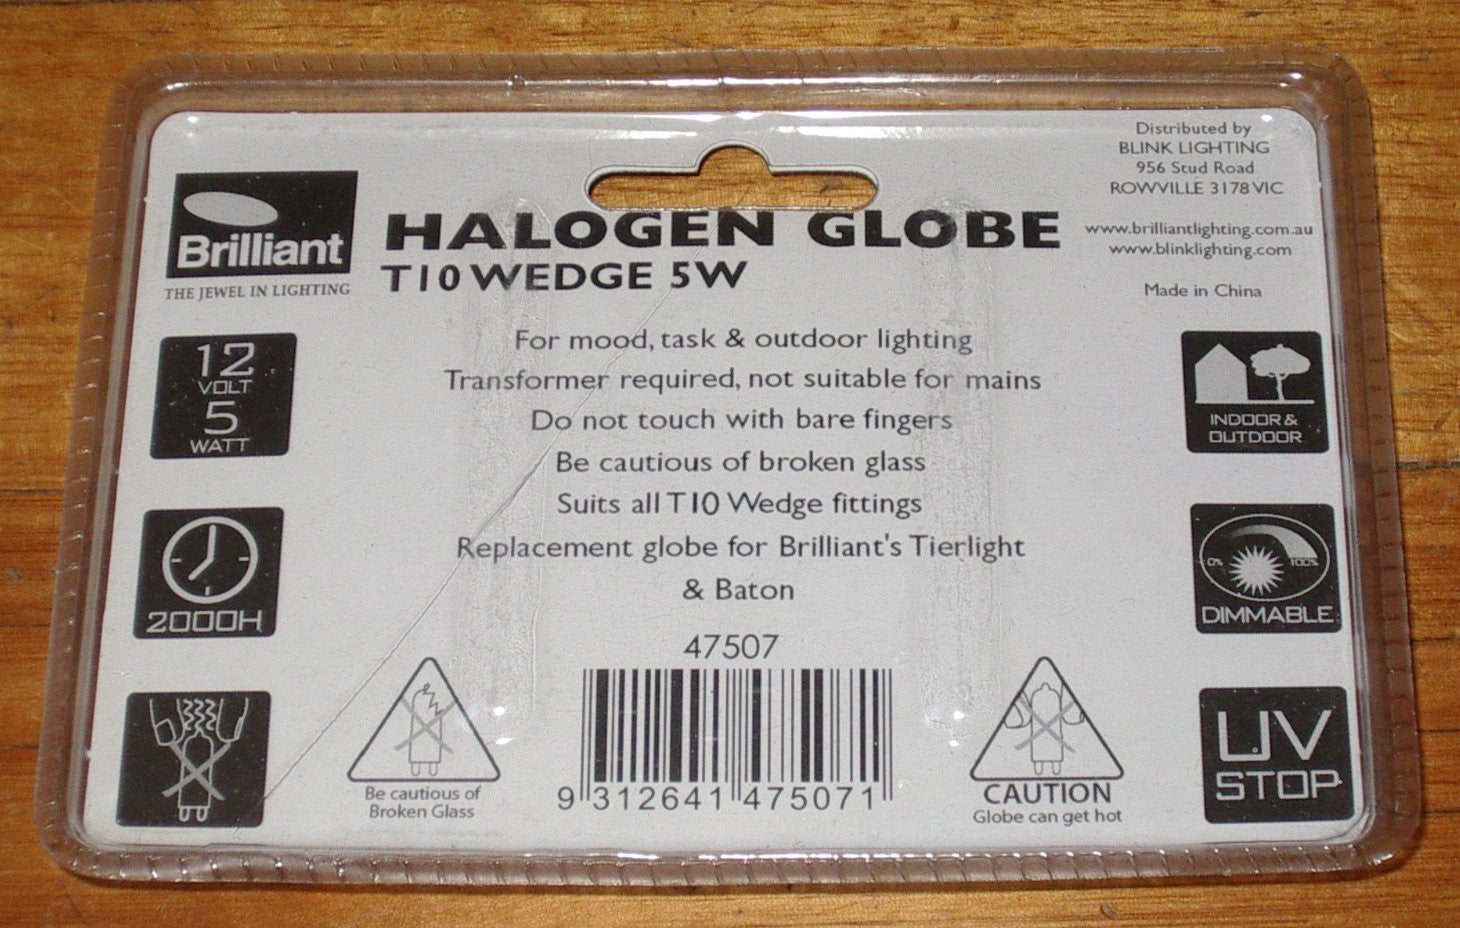 Distributed by
BLINK LIGHTING
956 Stud Road
ROWVILLE 3178 VIC
www.brilliantlighting.com.au
www.blinklighting.com
Made in China
Brilliant
THE JEWEL IN LIGHTING
HALOGEN GLOBE
T10 WEDGE 5W
12
VOLT
5
WATT
2000H
For mood, task & outdoor lighting
Transformer required, not suitable for mains
Do not touch with bare fingers
Be cautious of broken glass
Suits all T10 Wedge fittings
Replacement globe for Brilliant's Tierlight
& Baton
47507
9 312641 475071
Be cautious of
Broken Glass
CAUTION
Globe can get hot
INDOOR &
OUTDOOR
0% 100%
DIMMABLE
UV
STOP